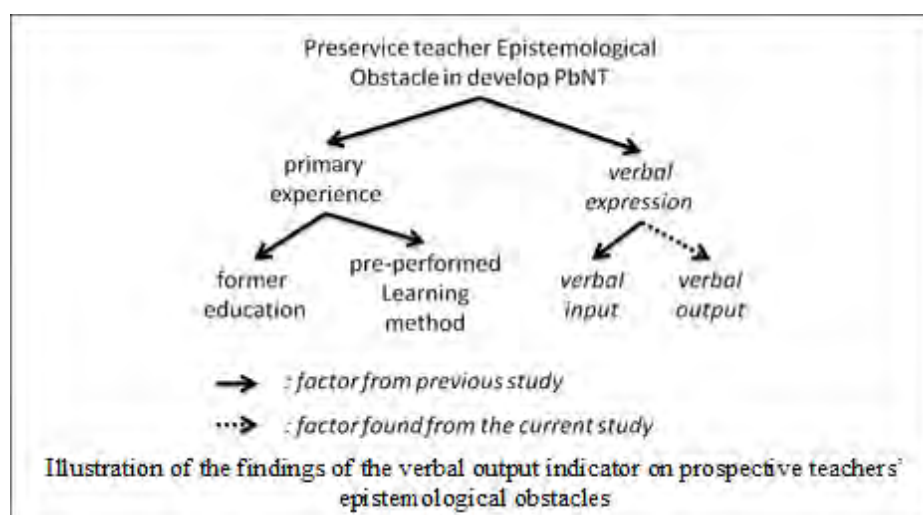 Preservice teacher Epistemological
Obstacle in develop PbNT
primary
experience
verbal
expression
former
education
pre-performed
Learning
method
verbal
input
verbal
output
: factor from previous study
: factor found from the current study
Illustration of the findings of the verbal output indicator on prospective teachers'
epistemological obstacles